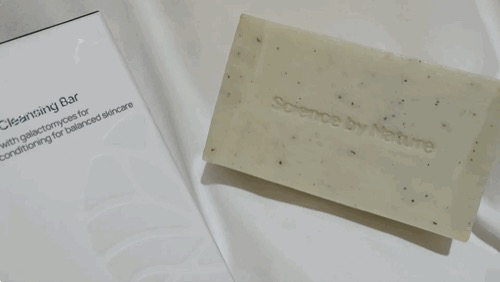 Cleansing Bar
with galactomyces for
conditioning for balanced skincare
Science by Nature